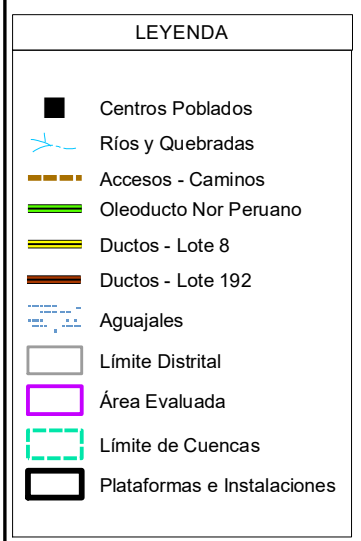 LEYENDA
Centros Poblados
Ríos y Quebradas
Accesos - Caminos
Oleoducto Nor Peruano
Ductos - Lote 8
Ductos - Lote 192
Aguajales
Límite Distrital
Área Evaluada
Límite de Cuencas
Plataformas e Instalaciones